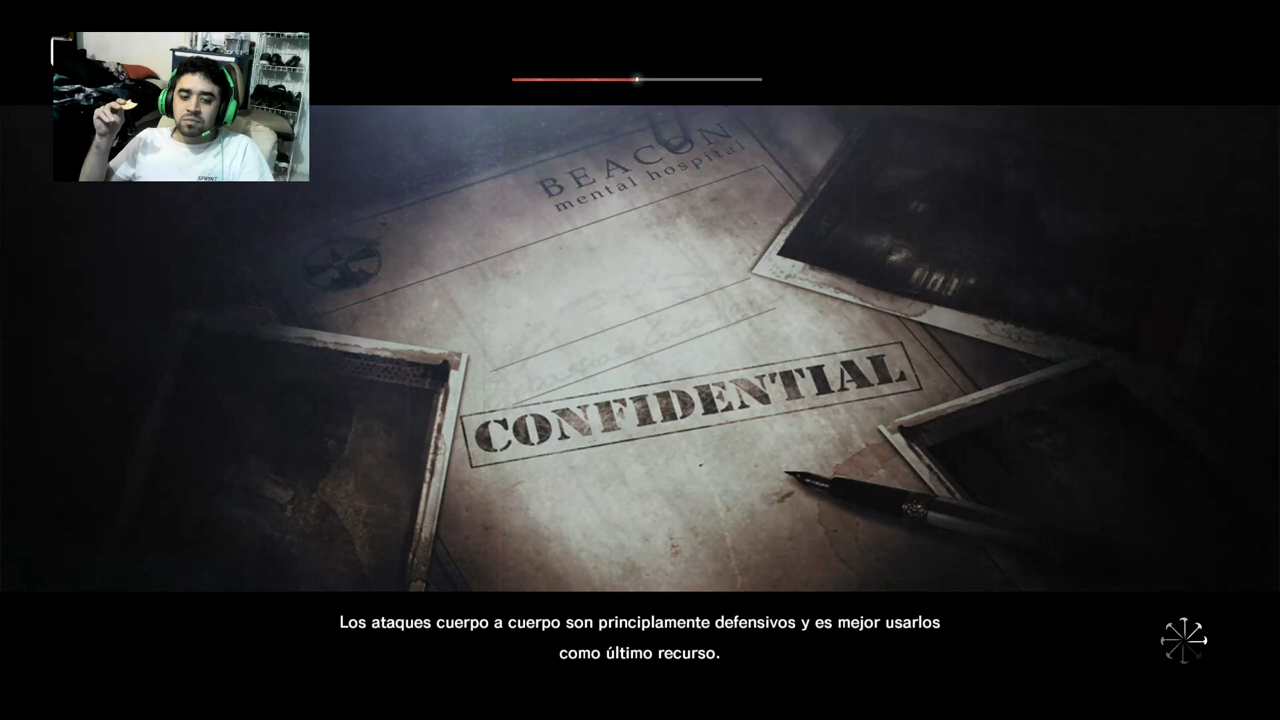 BEACON
mental hospital
CONFIDENTIAL
Los ataques cuerpo a cuerpo son principlamente defensivos y es mejor usarlos
como último recurso.